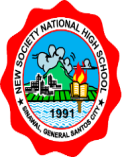 NEW SOCIETY NATIONAL HIGH SCHOOL
1991
SINAWAL, GENERAL SANTOS CITY